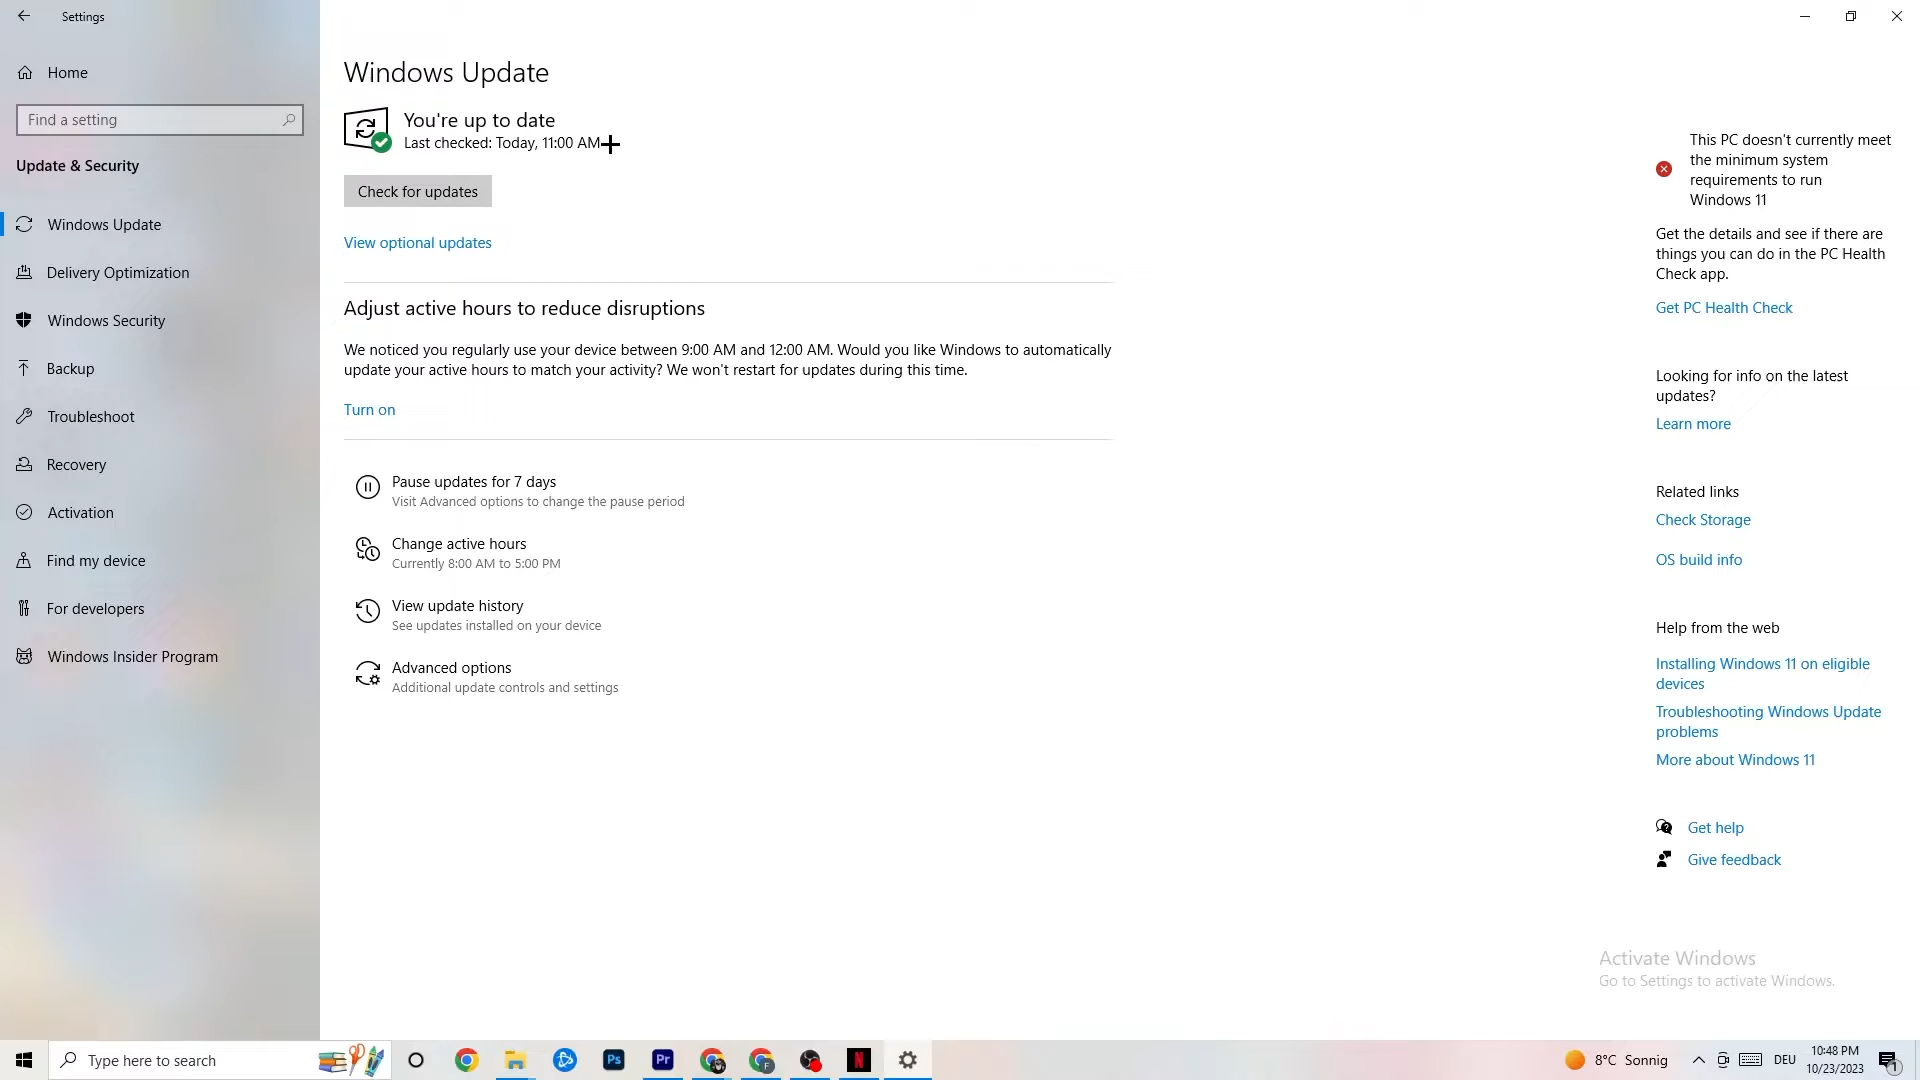 Settings
Home
Find a setting
Update & Security
Windows Update
Delivery Optimization
Windows Security
Backup
Troubleshoot
Recovery
Activation
Find my device
For developers
Windows Insider Program
Windows Update
You're up to date
Last checked: Today, 11:00 AM
Check for updates
View optional updates
Adjust active hours to reduce disruptions
We noticed you regularly use your device between 9:00 AM and 12:00 AM. Would you like Windows to automatically
update your active hours to match your activity? We won't restart for updates during this time.
Turn on
Pause updates for 7 days
Visit Advanced options to change the pause period
Change active hours
Currently 8:00 AM to 5:00 PM
View update history
See updates installed on your device
Advanced options
Additional update controls and settings
This PC doesn't currently meet
the minimum system
requirements to run
Windows 11
Get the details and see if there are
things you can do in the PC Health
Check app.
Get PC Health Check
Looking for info on the latest
updates?
Learn more
Related links
Check Storage
OS build info
Help from the web
Installing Windows 11 on eligible
devices
Troubleshooting Windows Update
problems
More about Windows 11
Get help
Give feedback
Activate Windows
Go to Settings to activate Windows.
Type here to search
Ps
Pr
F
N
8°C Sonnig
DEU
10:48 PM
10/23/2023
1